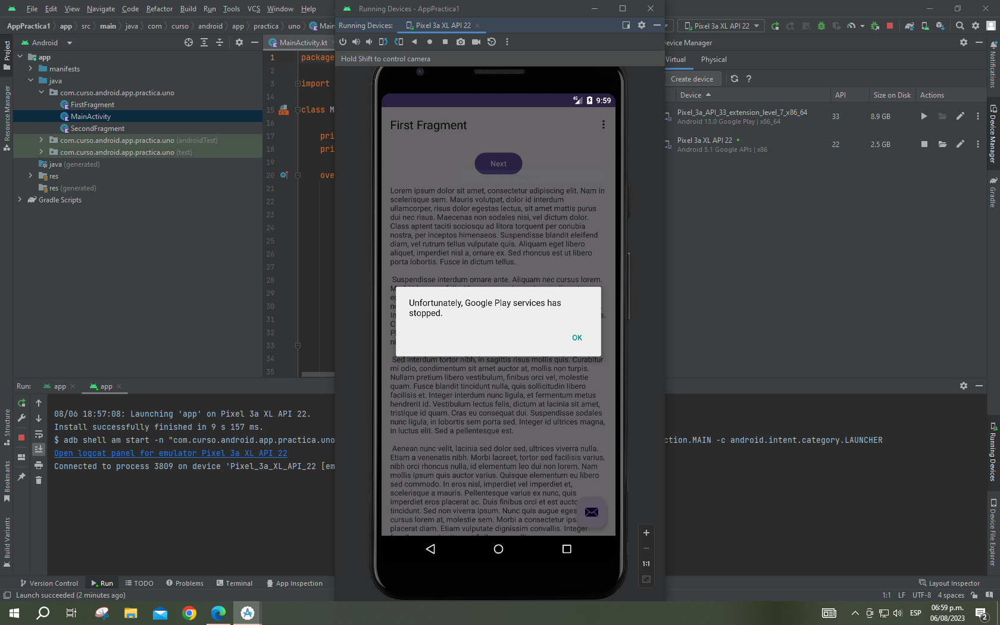 File Edit View Navigate Code Refactor Build Run Tools VCS Window Help
Running Devices - AppPractica1
AppPractica1 app src main java com curso android app practica uno Main
Running Devices: Pixel 3a XL API 22
Pixel 3a XL API 22
Android
MainActivity.kt
Device Manager
Hold Shift to control camera
Virtual Physical
Create device
Device API Size on Disk Actions
Pixel_3a_API_33_extension_level_7_x86_64 33 8.9 GB
Android 13.0 Google Play | x86_64
Pixel 3a XL API 22 22 2.5 GB
Android 5.1 Google APIs | x86
Project
Resource Manager
Structure
Bookmarks
Build Variants
app
manifests
java
com.curso.android.app.practica.uno
FirstFragment
MainActivity
SecondFragment
com.curso.android.app.practica.uno (androidTest)
com.curso.android.app.practica.uno (test)
java (generated)
res
res (generated)
Gradle Scripts
1 package
2
3 import
14
15 class M
16
17 pri
18 pri
19
20 ove
21
22
23
24
25
26
27
28
29
30
31
32
33
34
35
4G 9:59
First Fragment
Next
Lorem ipsum dolor sit amet, consectetur adipiscing elit. Nam in
scelerisque sem. Mauris volutpat, dolor id interdum
ullamcorper, risus dolor egestas lectus, sit amet mattis purus
dui nec risus. Maecenas non sodales nisi, vel dictum dolor.
Class aptent taciti sociosqu ad litora torquent per conubia
nostra, per inceptos himenaeos. Suspendisse blandit eleifend
diam, vel rutrum tellus vulputate quis. Aliquam eget libero
aliquet, imperdiet nisl a, ornare ex. Sed rhoncus est ut libero
porta lobortis. Fusce in dictum tellus.
Suspendisse interdum ornare ante. Aliquam nec cursus lorem.
Unfortunately, Google Play services has
stopped.
OK
Sed interdum tortor nibh, in sagittis risus mollis quis. Curabitur
mi odio, condimentum sit amet auctor at, mollis non turpis.
Nullam pretium libero vestibulum, finibus orci vel, molestie
quam. Fusce blandit tincidunt nulla, quis sollicitudin libero
facilisis et. Integer interdum nunc ligula, et fermentum metus
hendrerit id. Vestibulum lectus felis, dictum at lacinia sit amet,
tristique id quam. Cras eu consequat dui. Suspendisse sodales
nunc ligula, in lobortis sem porta sed. Integer id ultrices magna,
in luctus elit. Sed a pellentesque est.
Aenean nunc velit, lacinia sed dolor sed, ultrices viverra nulla.
Etiam a venenatis nibh. Morbi laoreet, tortor sed facilisis varius,
nibh orci rhoncus nulla, id elementum leo dui non lorem. Nam
mollis ipsum quis auctor varius. Quisque elementum eu libero
sed commodo. In eros nisl, imperdiet vel imperdiet et,
scelerisque a mauris. Pellentesque varius ex nunc, quis
imperdiet eros placerat ac. Duis finibus orci et est aucto
tincidunt. Sed non viverra ipsum. Nunc quis augue eges
cursus lorem at, molestie sem. Morbi a consectetur ips
placerat diam. Etiam vulputate dignissim convallis. Integer
1:1
Notifications
Device Manager
Gradle
Running Devices
Device File Explorer
Run: app app
08/06 18:57:08: Launching 'app' on Pixel 3a XL API 22.
Install successfully finished in 9 s 157 ms.
$ adb shell am start -n "com.curso.android.app.practica.uno ction.MAIN -c android.intent.category.LAUNCHER
Open logcat panel for emulator Pixel 3a XL API 22
Connected to process 3809 on device 'Pixel_3a_XL_API_22 [em
Version Control Run TODO Problems Terminal App Inspection Layout Inspector
Launch succeeded (2 minutes ago) 1:1 LF UTF-8 4 spaces
ESP 06:59 p.m.
06/08/2023
2